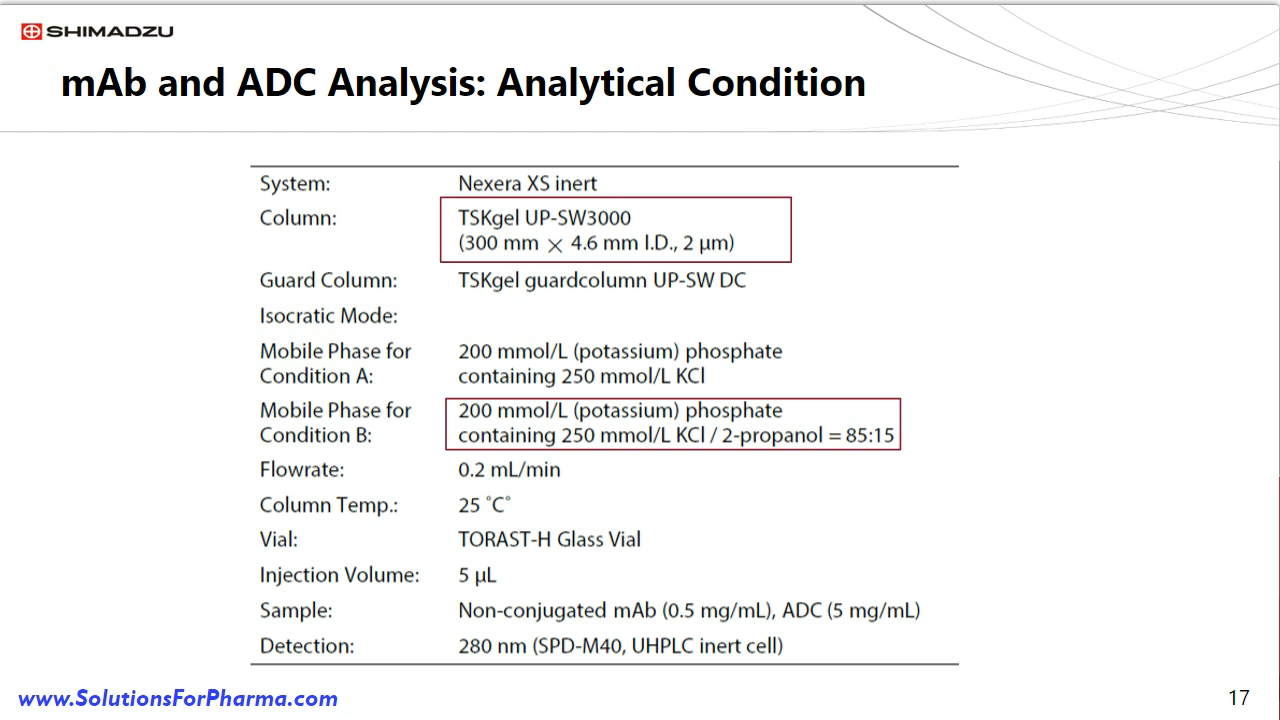 SHIMADZU
mAb and ADC Analysis: Analytical Condition
System: Nexera XS inert
Column: TSKgel UP-SW3000
(300 mm × 4.6 mm I.D., 2 µm)
Guard Column: TSKgel guardcolumn UP-SW DC
Isocratic Mode:
Mobile Phase for 200 mmol/L (potassium) phosphate
Condition A: containing 250 mmol/L KCl
Mobile Phase for 200 mmol/L (potassium) phosphate
Condition B: containing 250 mmol/L KCl / 2-propanol = 85:15
Flowrate: 0.2 mL/min
Column Temp.: 25 ˚C˚
Vial: TORAST-H Glass Vial
Injection Volume: 5 µL
Sample: Non-conjugated mAb (0.5 mg/mL), ADC (5 mg/mL)
Detection: 280 nm (SPD-M40, UHPLC inert cell)
www.SolutionsForPharma.com
17